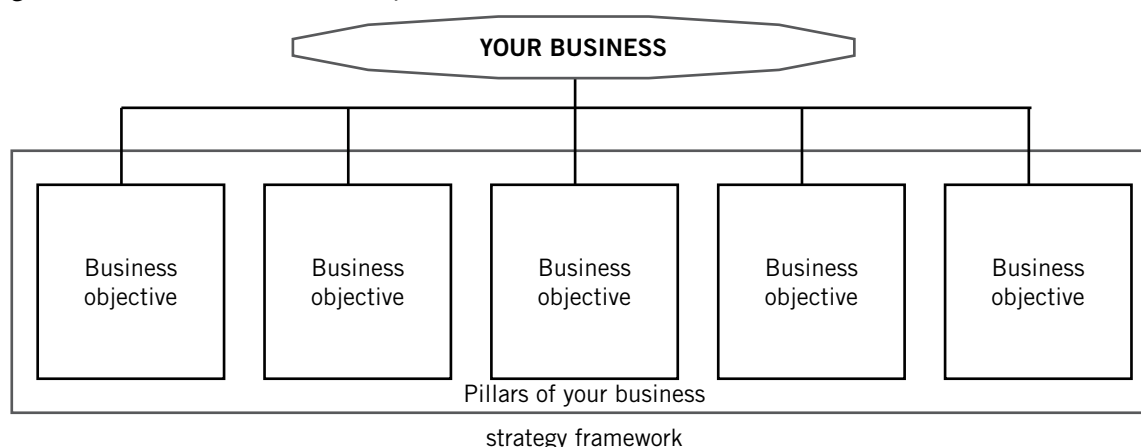 YOUR BUSINESS
Business
objective
Business
objective
Business
objective
Business
objective
Business
objective
Pillars of your business
strategy framework